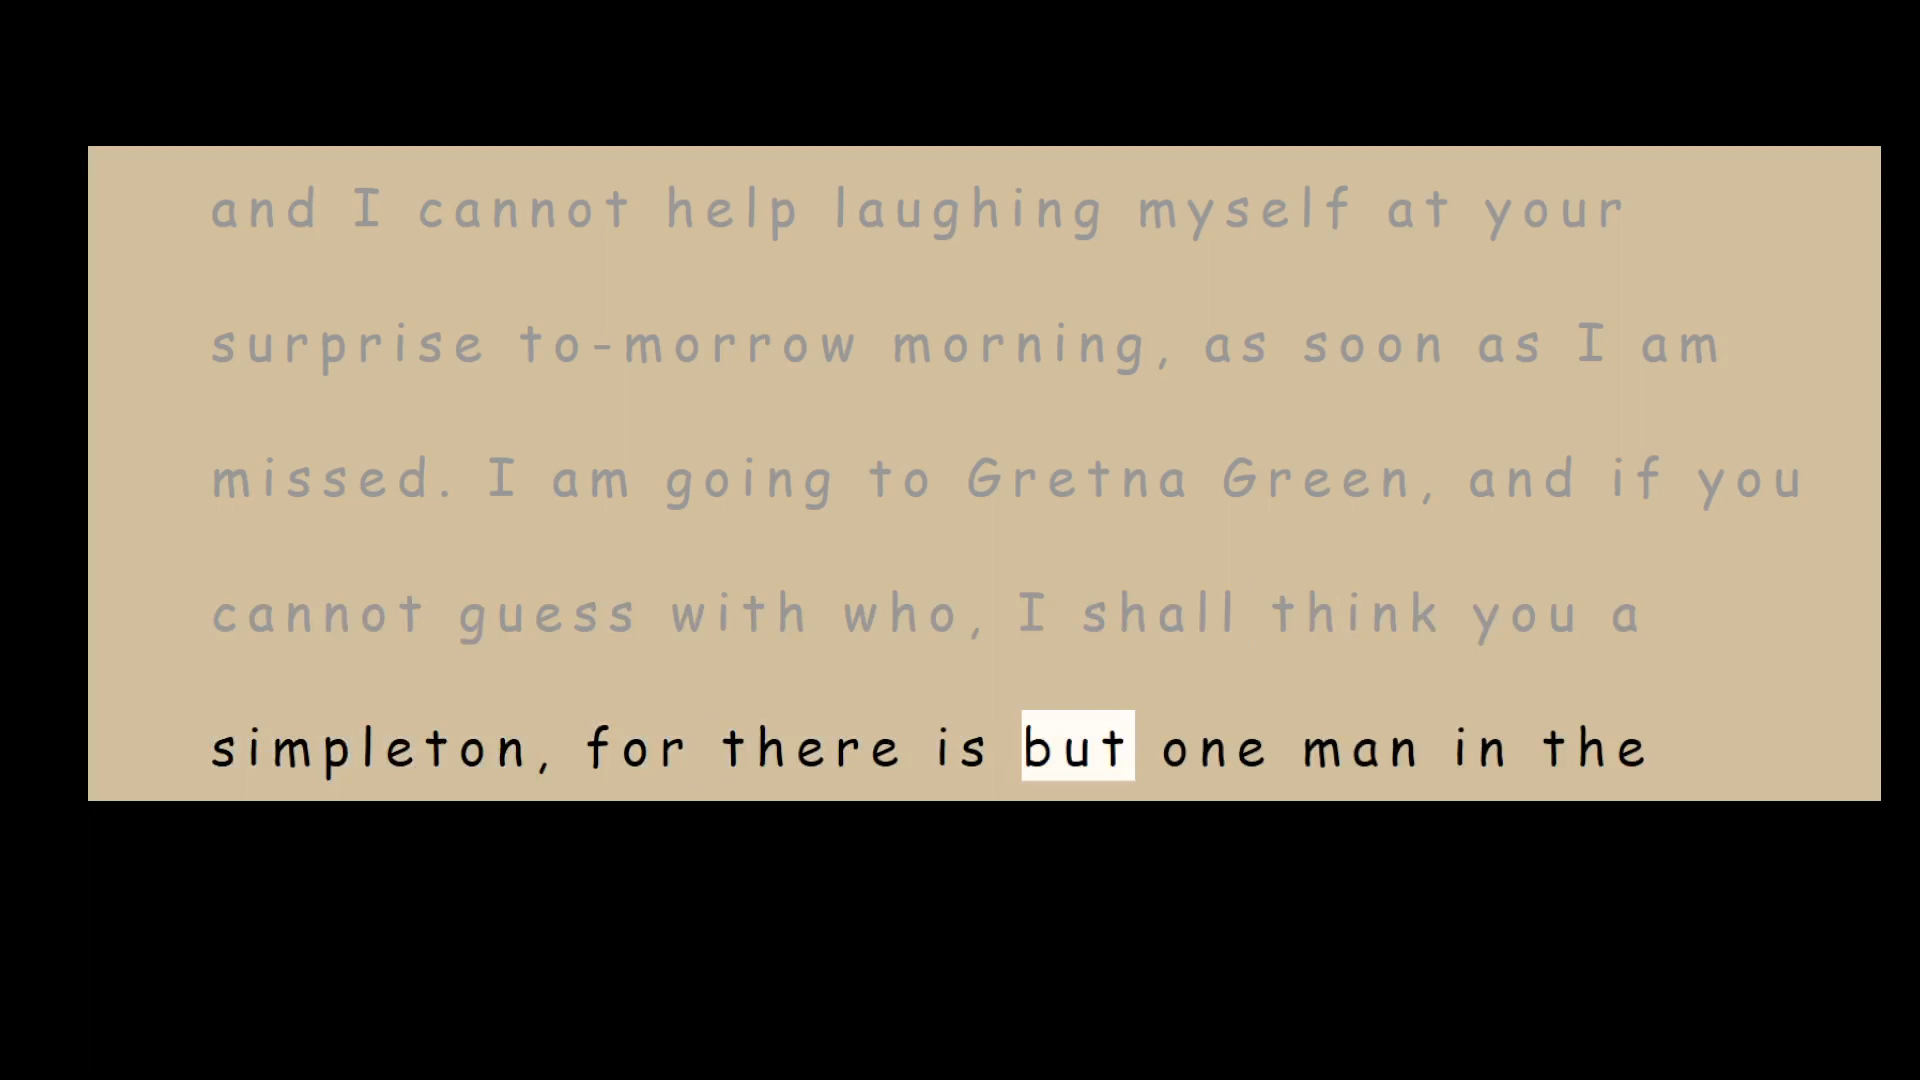 and I cannot help laughing myself at your
surprise to-morrow morning, as soon as I am
missed. I am going to Gretna Green, and if you
cannot guess with who, I shall think you a
simpleton, for there is but one man in the